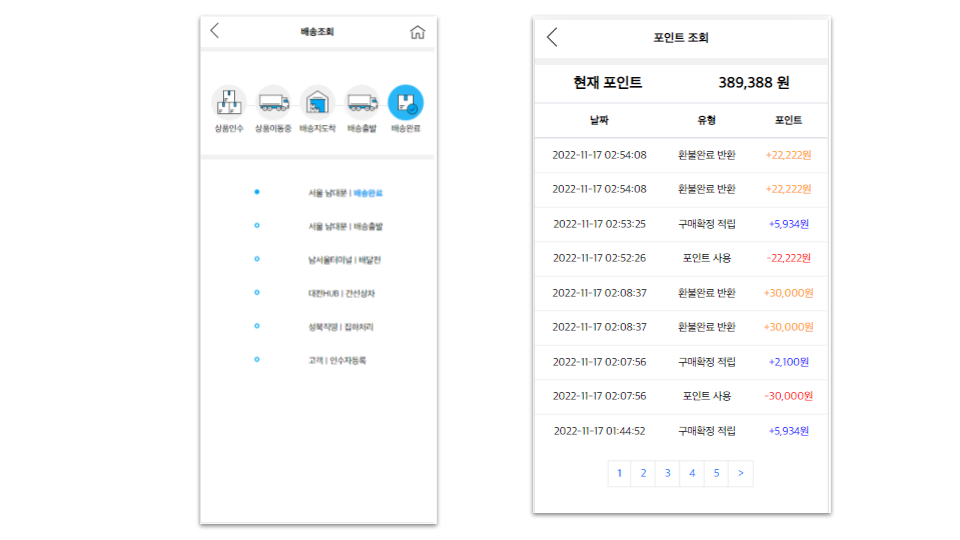 배송조회
상품인수 상품이동중 배송지도착 배송출발 배송완료
서울 남대문 | 배송완료
서울 남대문 | 배송출발
남서울터미널 | 배달전
대전HUB | 간선상차
성북직영 | 집하처리
고객 | 인수자등록
포인트 조회
현재 포인트 389,388 원
날짜 유형 포인트
2022-11-17 02:54:08 환불완료 반환 +22,222원
2022-11-17 02:54:08 환불완료 반환 +22,222원
2022-11-17 02:53:25 구매확정 적립 +5,934원
2022-11-17 02:52:26 포인트 사용 -22,222원
2022-11-17 02:08:37 환불완료 반환 +30,000원
2022-11-17 02:08:37 환불완료 반환 +30,000원
2022-11-17 02:07:56 구매확정 적립 +2,100원
2022-11-17 02:07:56 포인트 사용 -30,000원
2022-11-17 01:44:52 구매확정 적립 +5,934원
1 2 3 4 5 >